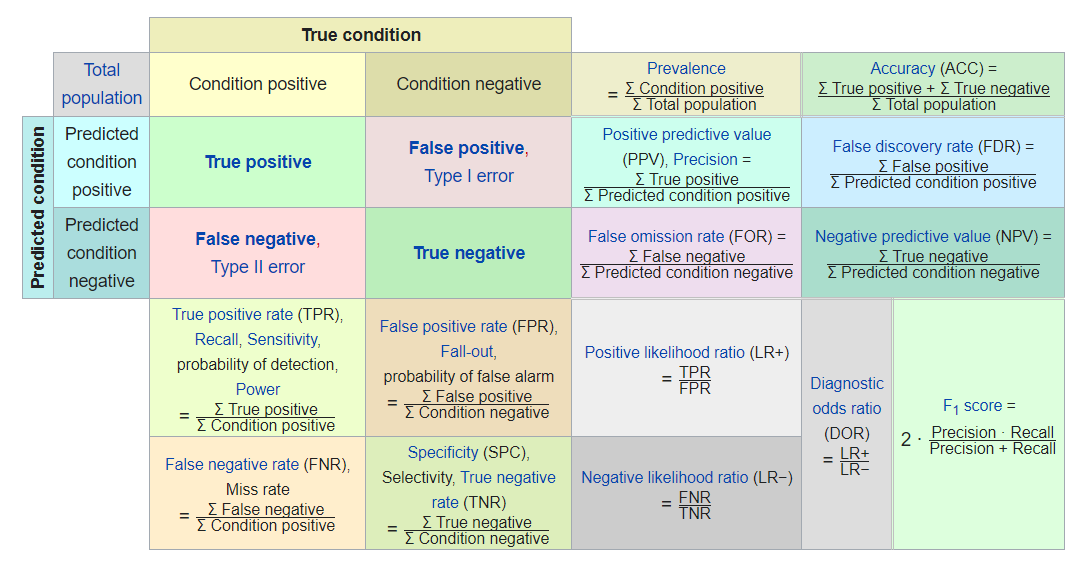 True condition
Total
population
Condition positive
Condition negative
Prevalence
= Σ Condition positive
Σ Total population
Accuracy (ACC) =
Σ True positive + Σ True negative
Σ Total population
Predicted condition
Predicted
condition
positive
True positive
False positive,
Type I error
Positive predictive value
(PPV), Precision =
Σ True positive
Σ Predicted condition positive
False discovery rate (FDR) =
Σ False positive
Σ Predicted condition positive
Predicted
condition
negative
False negative,
Type II error
True negative
False omission rate (FOR) =
Σ False negative
Σ Predicted condition negative
Negative predictive value (NPV) =
Σ True negative
Σ Predicted condition negative
True positive rate (TPR),
Recall, Sensitivity,
probability of detection,
Power
= Σ True positive
Σ Condition positive
False positive rate (FPR),
Fall-out,
probability of false alarm
= Σ False positive
Σ Condition negative
Positive likelihood ratio (LR+)
= TPR
FPR
Diagnostic
odds ratio
(DOR)
= LR+
LR−
F1 score =
2 · Precision · Recall
Precision + Recall
False negative rate (FNR),
Miss rate
= Σ False negative
Σ Condition positive
Specificity (SPC),
Selectivity, True negative
rate (TNR)
= Σ True negative
Σ Condition negative
Negative likelihood ratio (LR−)
= FNR
TNR